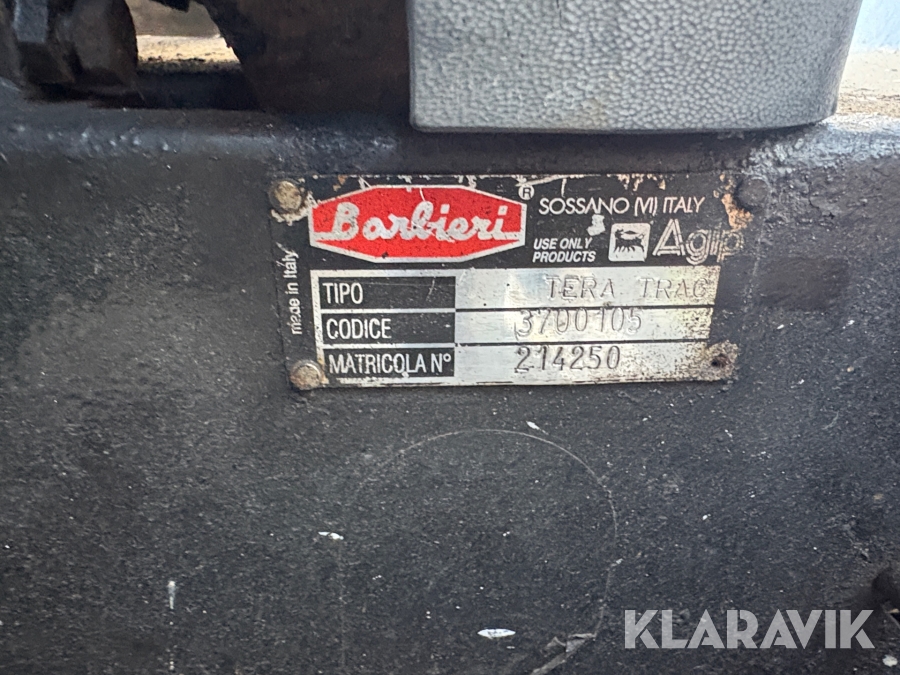 Barbieri ®
SOSSANO (VI) ITALY
USE ONLY
PRODUCTS
Agip
made in Italy
TIPO TERA TRAC
CODICE 3700105
MATRICOLA N° 214250
KLARAVIK